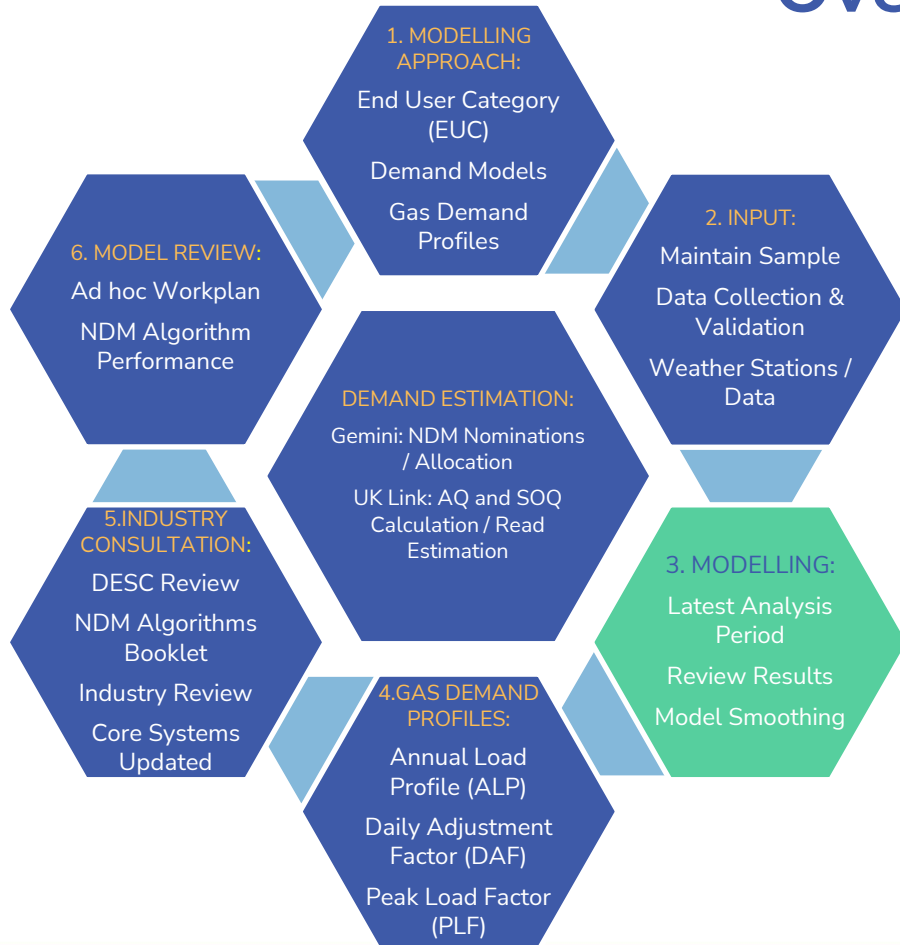 1. MODELLING
APPROACH:
End User Category
(EUC)
Demand Models
Gas Demand
Profiles
2. INPUT:
Maintain Sample
Data Collection &
Validation
Weather Stations /
Data
3. MODELLING:
Latest Analysis
Period
Review Results
Model Smoothing
4.GAS DEMAND
PROFILES:
Annual Load
Profile (ALP)
Daily Adjustment
Factor (DAF)
Peak Load Factor
(PLF)
5.INDUSTRY
CONSULTATION:
DESC Review
NDM Algorithms
Booklet
Industry Review
Core Systems
Updated
6. MODEL REVIEW:
Ad hoc Workplan
NDM Algorithm
Performance
DEMAND ESTIMATION:
Gemini: NDM Nominations
/ Allocation
UK Link: AQ and SOQ
Calculation / Read
Estimation